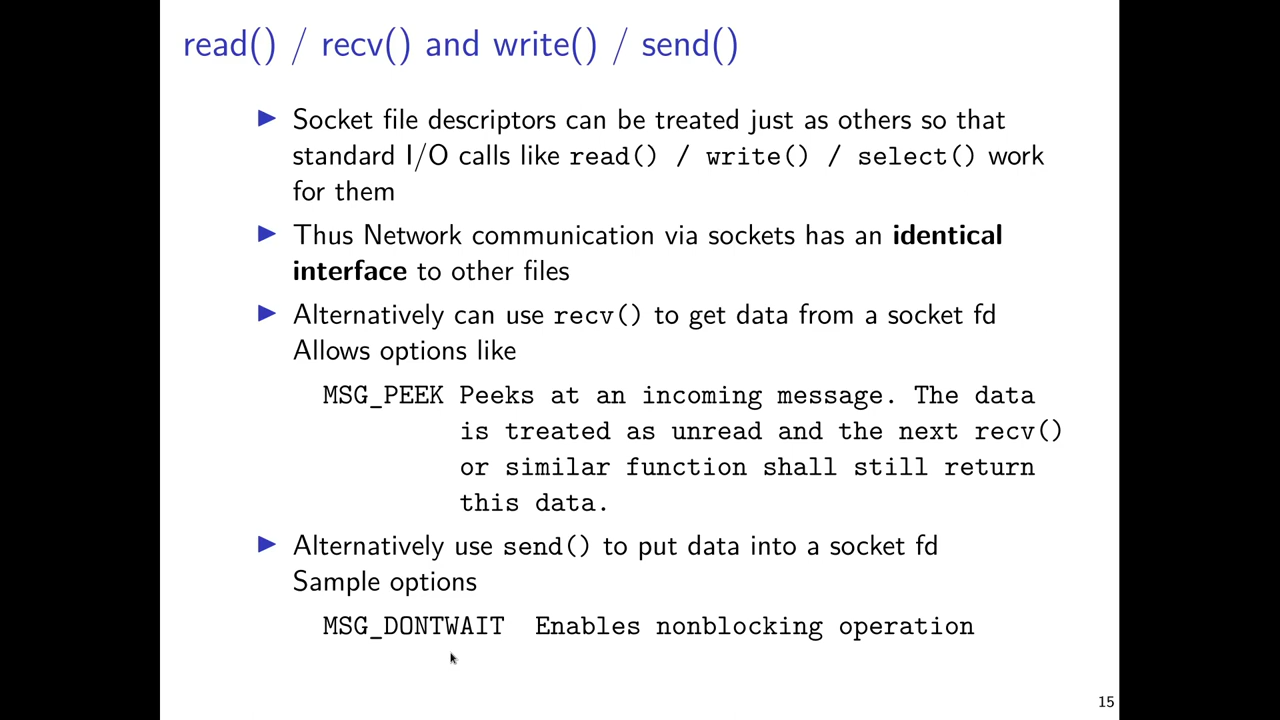 read() / recv() and write() / send()
▶ Socket file descriptors can be treated just as others so that
standard I/O calls like read() / write() / select() work
for them
▶ Thus Network communication via sockets has an identical
interface to other files
▶ Alternatively can use recv() to get data from a socket fd
Allows options like
MSG_PEEK Peeks at an incoming message. The data
is treated as unread and the next recv()
or similar function shall still return
this data.
▶ Alternatively use send() to put data into a socket fd
Sample options
MSG_DONTWAIT Enables nonblocking operation
15